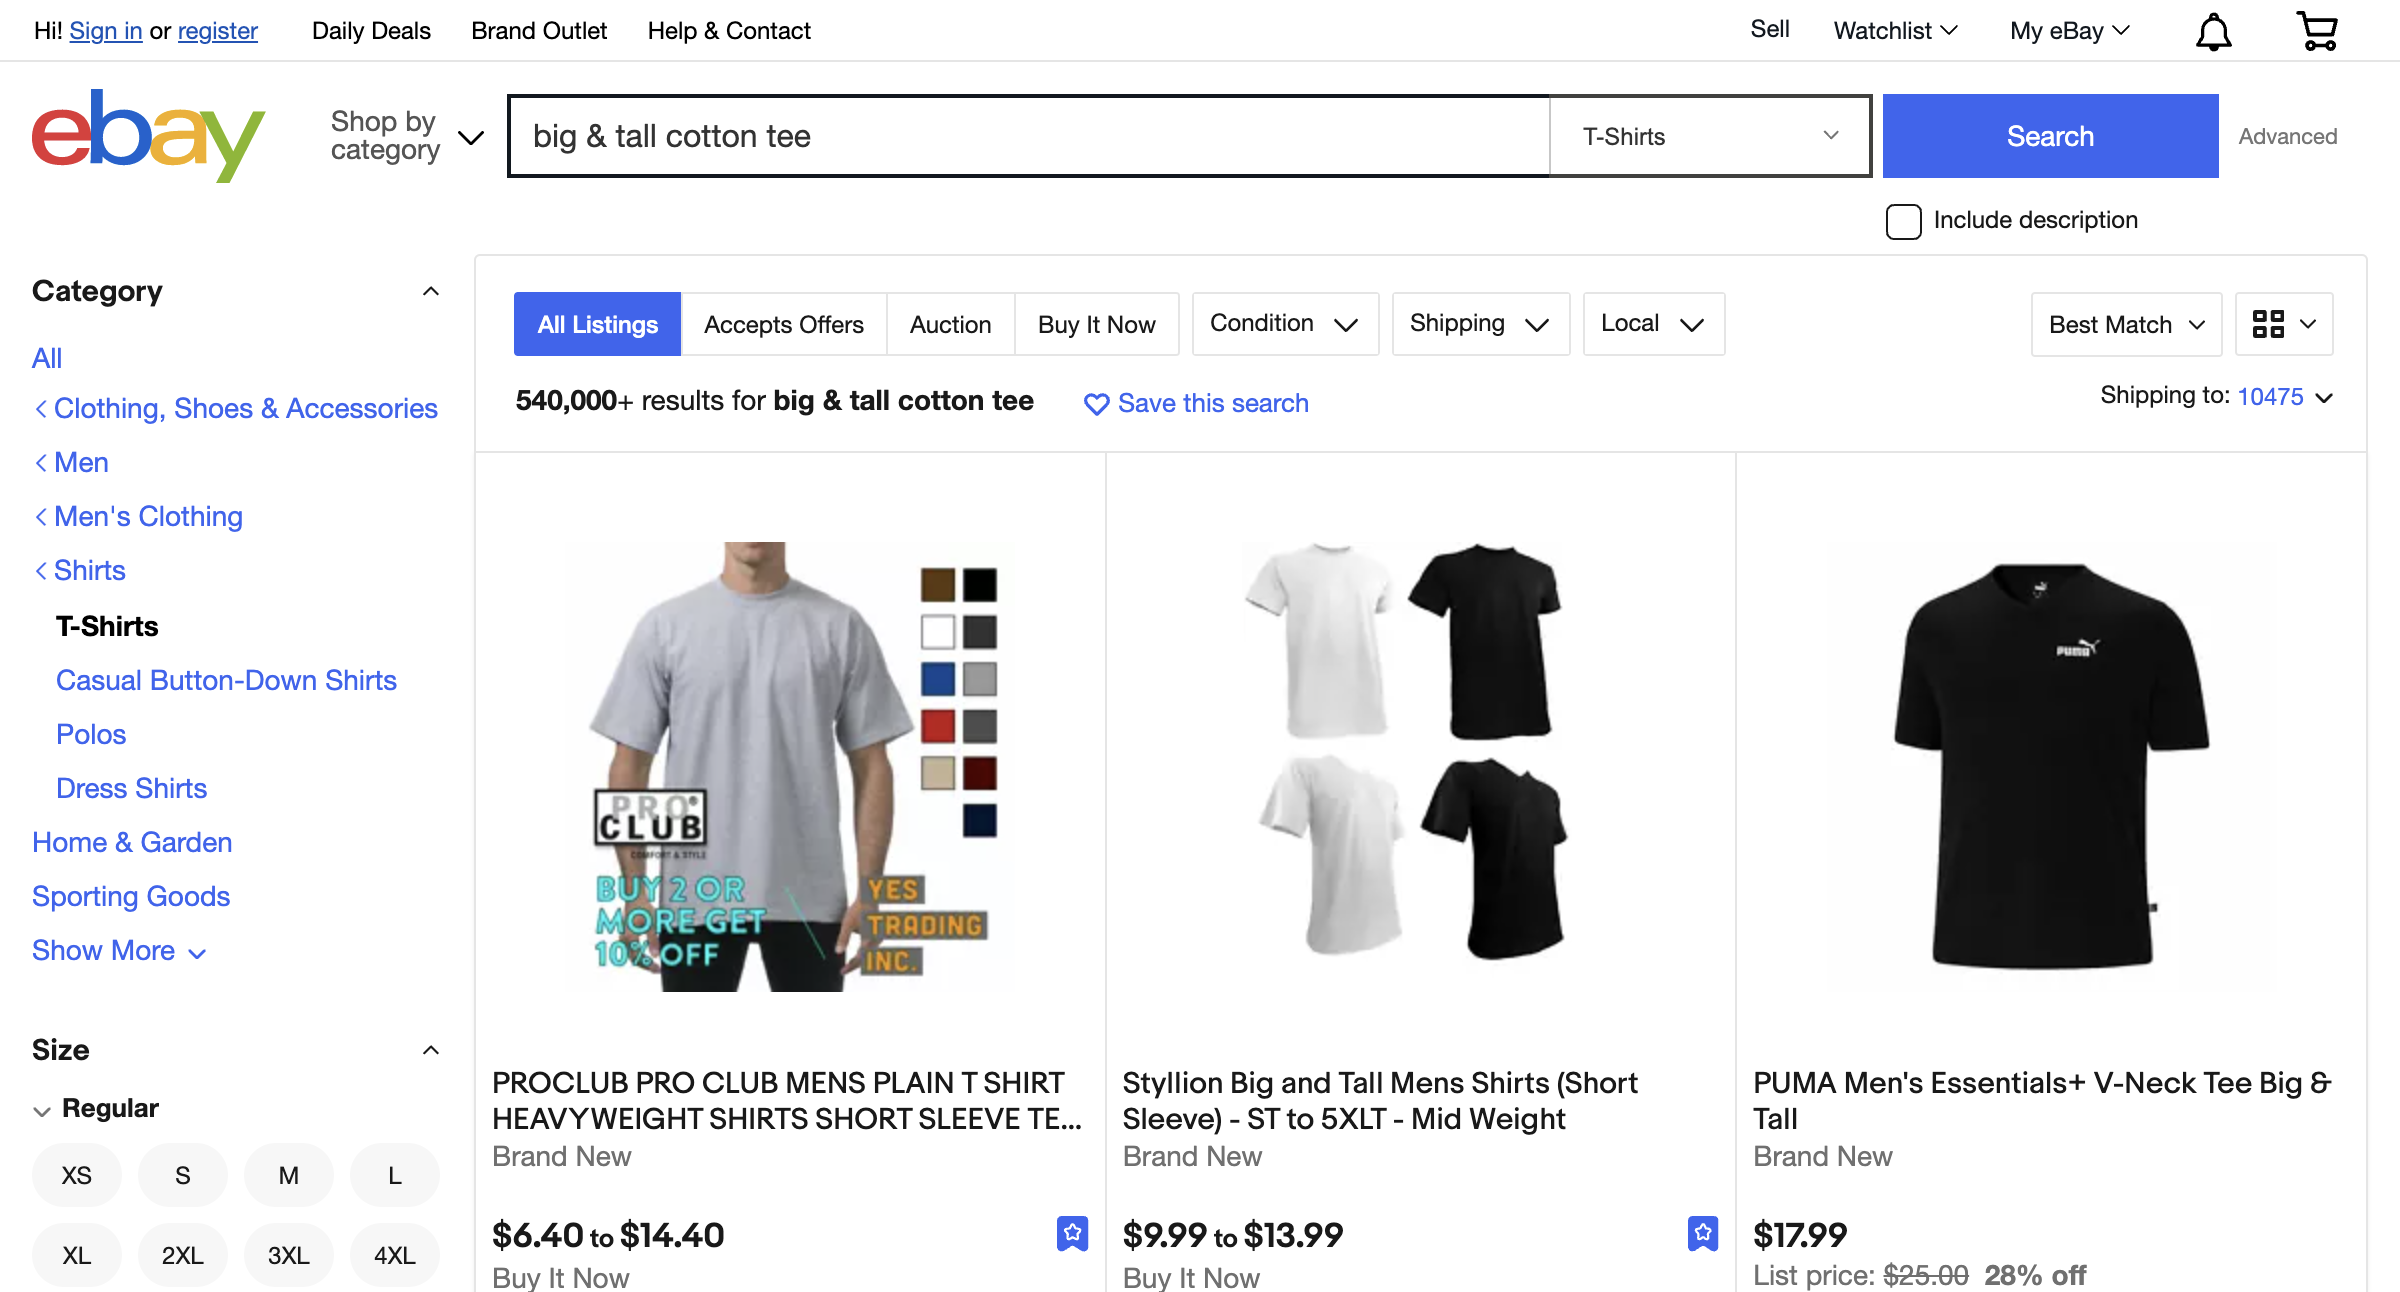 Hi! Sign in or register
Daily Deals
Brand Outlet
Help & Contact
Sell
Watchlist
My eBay
ebay
Shop by
category
big & tall cotton tee
T-Shirts
Search
Advanced
Include description
Category
All
Clothing, Shoes & Accessories
Men
Men's Clothing
Shirts
T-Shirts
Casual Button-Down Shirts
Polos
Dress Shirts
Home & Garden
Sporting Goods
Show More
Size
Regular
XS
S
M
L
XL
2XL
3XL
4XL
All Listings
Accepts Offers
Auction
Buy It Now
Condition
Shipping
Local
Best Match
540,000+ results for big & tall cotton tee
Save this search
Shipping to: 10475
PRO
CLUB
COMFORT & STYLE
BUY 2 OR
MORE GET
10% OFF
YES
TRADING
INC.
PROCLUB PRO CLUB MENS PLAIN T SHIRT
HEAVYWEIGHT SHIRTS SHORT SLEEVE TE...
Brand New
$6.40 to $14.40
Buy It Now
Styllion Big and Tall Mens Shirts (Short
Sleeve) - ST to 5XLT - Mid Weight
Brand New
$9.99 to $13.99
Buy It Now
PUMA
PUMA Men's Essentials+ V-Neck Tee Big &
Tall
Brand New
$17.99
List price: $25.00 28% off